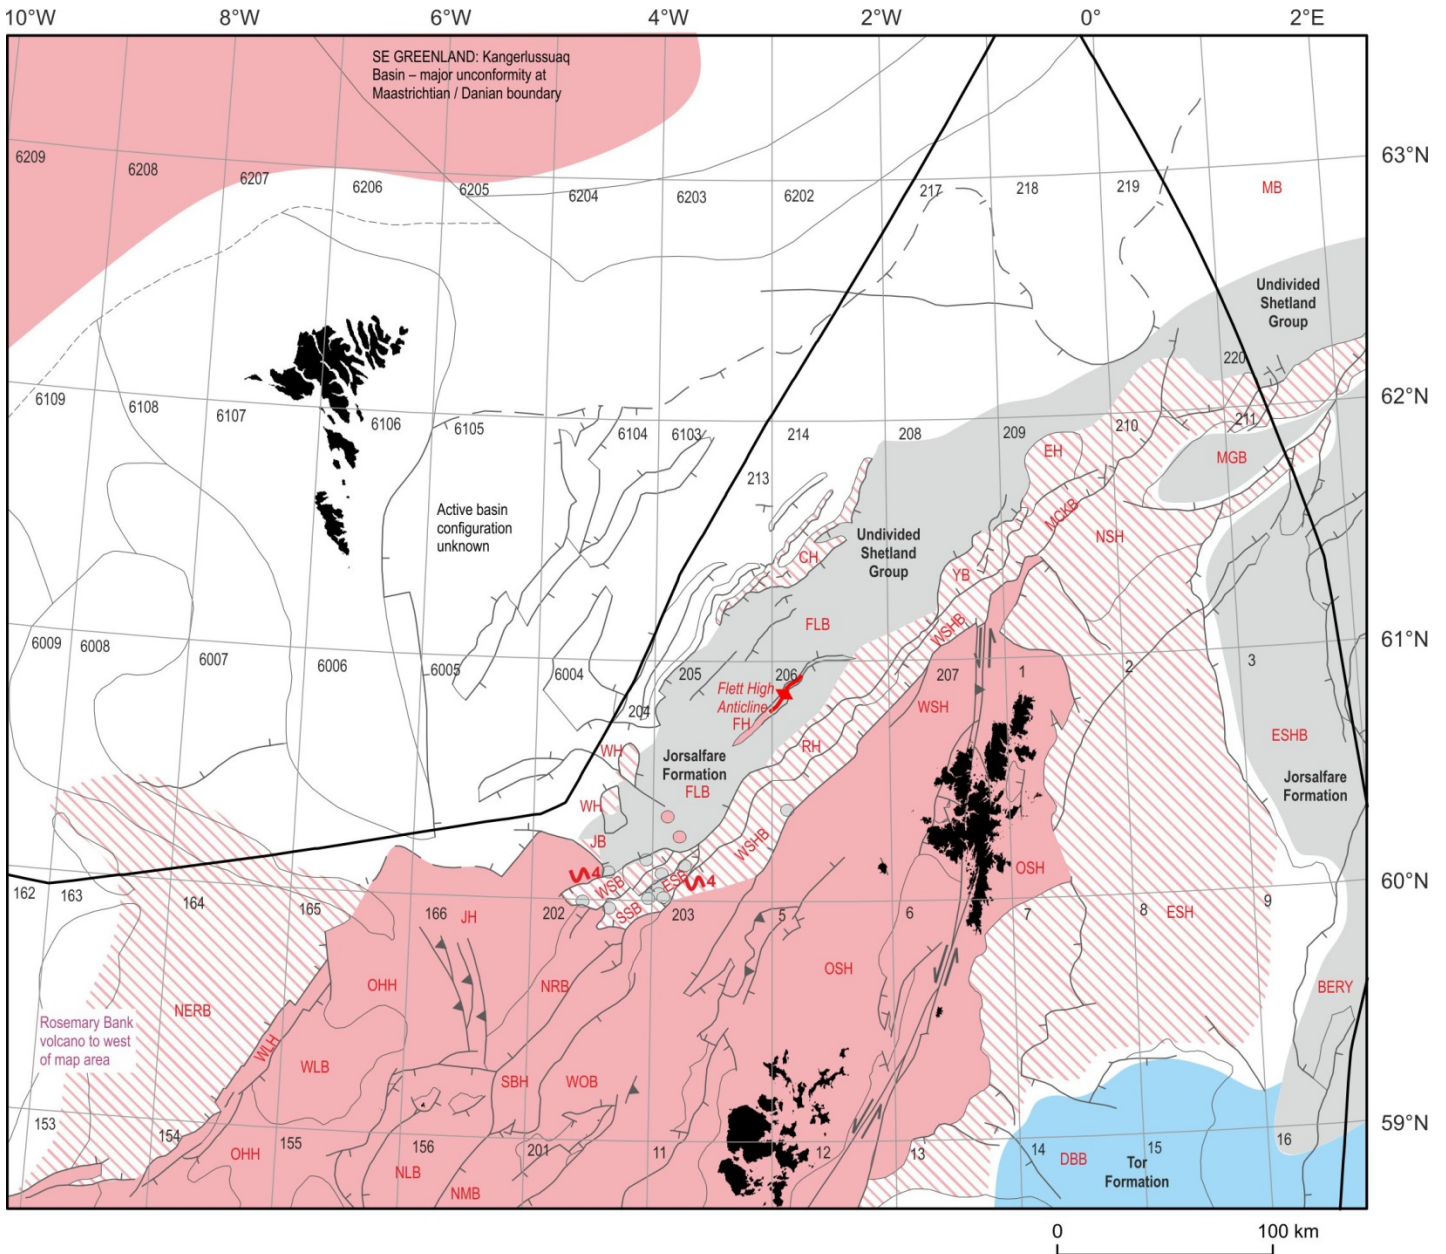 10°W 8°W 6°W 4°W 2°W 0° 2°E
SE GREENLAND: Kangerlussuaq
Basin – major unconformity at
Maastrichtian / Danian boundary
63°N
6209 6208 6207 6206 6205 6204 6203 6202 217 218 219 MB
Undivided
Shetland
Group
220
62°N
6109 6108 6107 6106 6105 6104 6103 214 208 209 210 211
EH MGB
213
Active basin
configuration
unknown
MCKB
NSH
Undivided
Shetland
Group
CH
YB
FLB
WSHB
61°N
6009 6008 6007 6006 6005 6004 205 206 207 1 2 3
Flett High
Anticline
FH
204
WSH
ESHB
WH
RH
Jorsalfare
Formation
FLB
Jorsalfare
Formation
WH
JB
WSHB
60°N
4
WSB
ESB
4
OSH
162 163 164 165 166 JH 202 SSB 203 5 6 7 8 ESH 9
OSH
OHH
NRB
BERY
NERB
Rosemary Bank
volcano to west
of map area
WLH
WLB
SBH
WOB
59°N
153 154 155 156 201 11 12 13 14 15 16
OHH
NLB
NMB
DBB
Tor
Formation
0 100 km